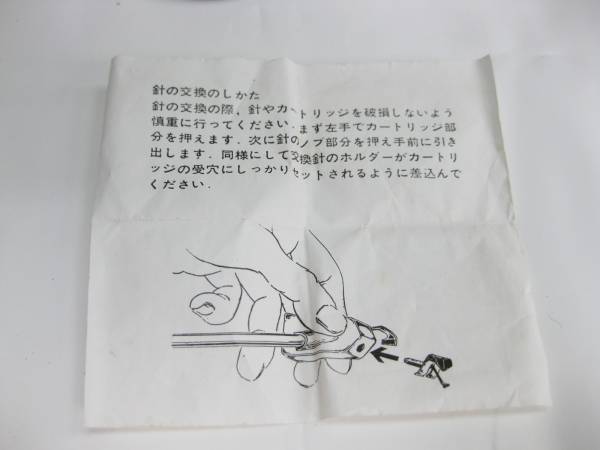 針の交換のしかた
針の交換の際、針やカートリッジを破損しないよう
慎重に行ってください．まず左手でカートリッジ部
分を押えます．次に針のノブ部分を押え手前に引き
出します．同様にして交換針のホルダーがカートリ
ッジの受穴にしっかりセットされるように差込んで
ください．